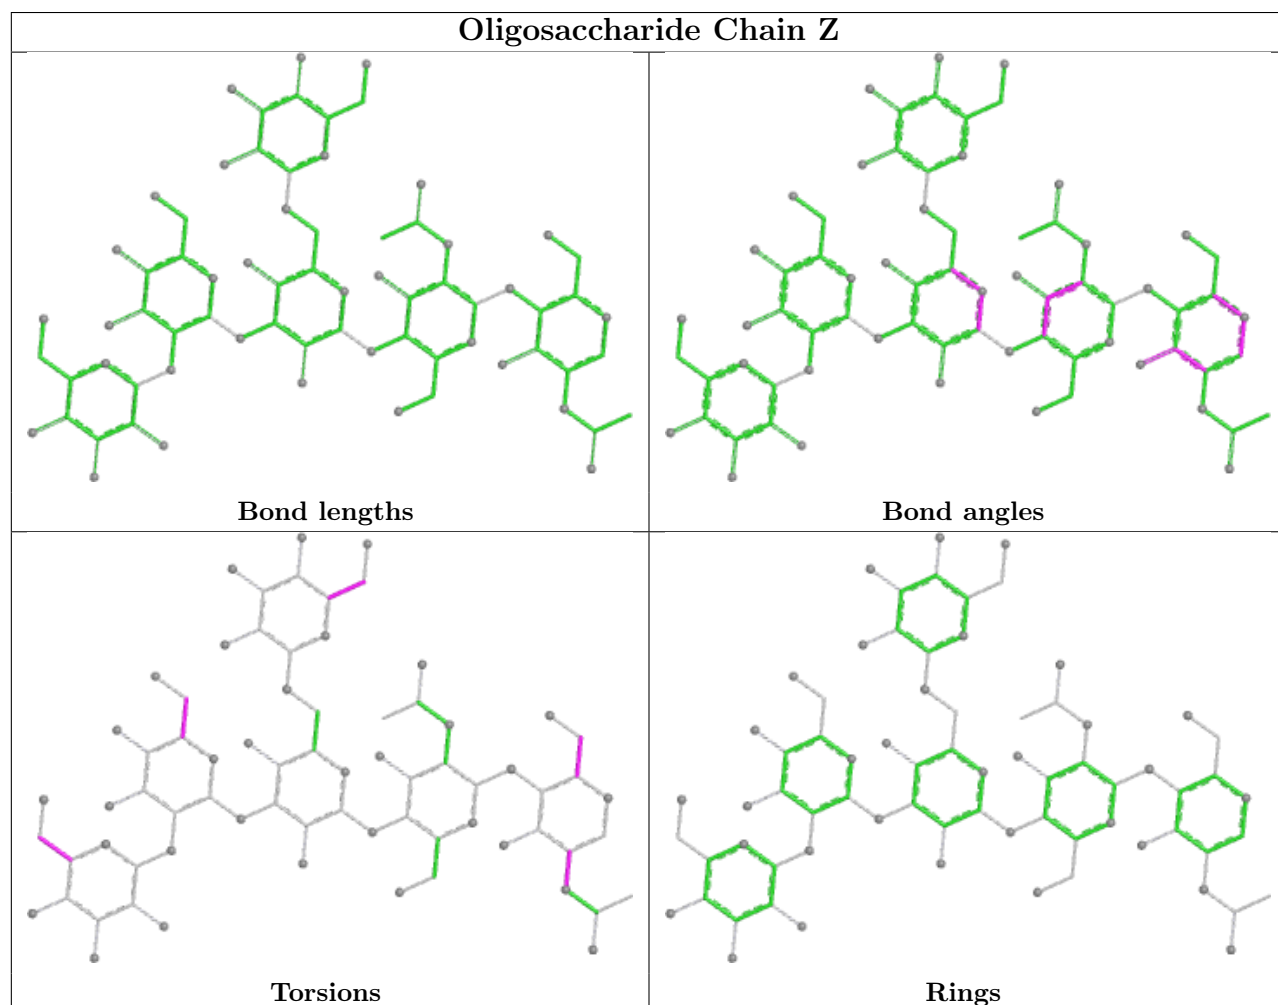 Oligosaccharide Chain Z
Bond lengths
Bond angles
Torsions
Rings